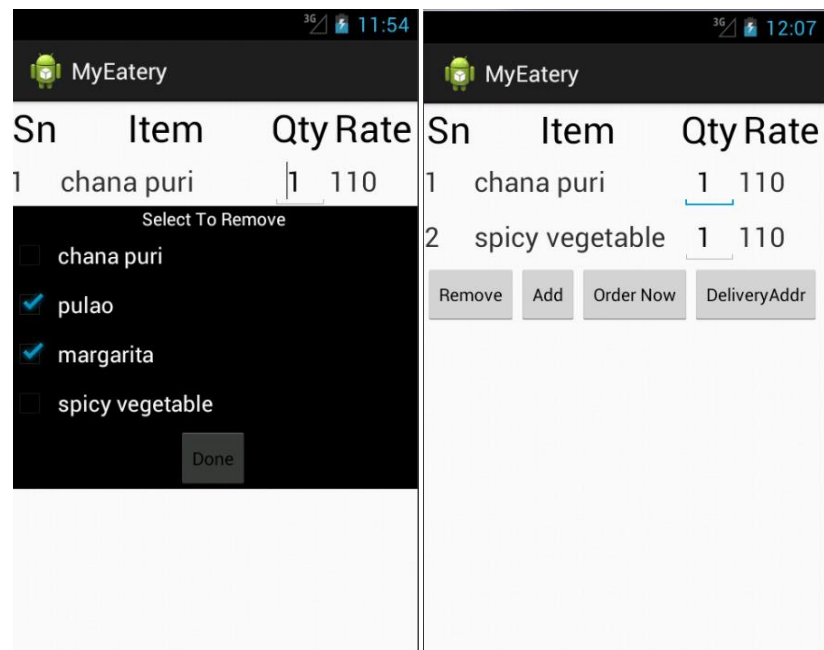 3G 11:54
MyEatery
Sn Item Qty Rate
1 chana puri 1 110
Select To Remove
chana puri
pulao
margarita
spicy vegetable
Done
3G 12:07
MyEatery
Sn Item Qty Rate
1 chana puri 1 110
2 spicy vegetable 1 110
Remove Add Order Now DeliveryAddr